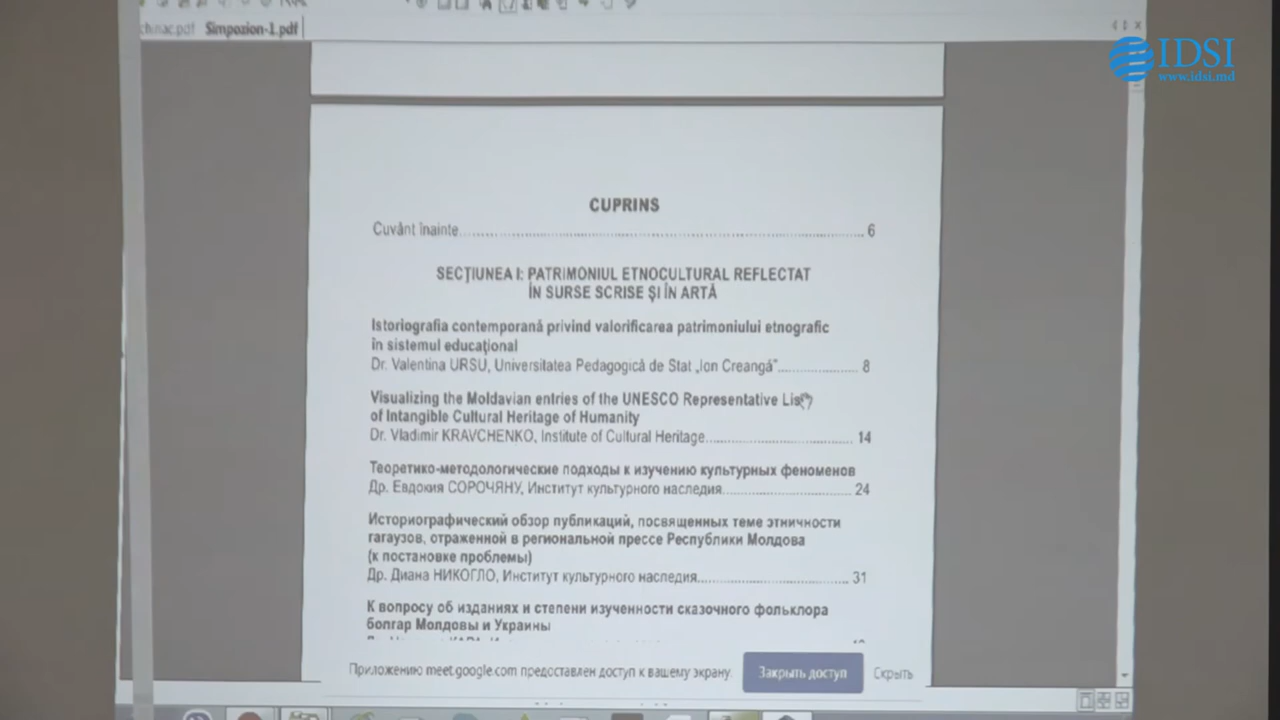 Simpozion-1.pdf
IDSI
www.idsi.md
CUPRINS
Cuvânt înainte.......... 6
SECŢIUNEA I: PATRIMONIUL ETNOCULTURAL REFLECTAT
ÎN SURSE SCRISE ŞI ÎN ARTĂ
Istoriografia contemporană privind valorificarea patrimoniului etnografic
în sistemul educaţional
Dr. Valentina URSU, Universitatea Pedagogică de Stat „Ion Creangă”.......... 8
Visualizing the Moldavian entries of the UNESCO Representative List
of Intangible Cultural Heritage of Humanity
Dr. Vladimir KRAVCHENKO, Institute of Cultural Heritage.......... 14
Теоретико-методологические подходы к изучению культурных феноменов
Др. Евдокия СОРОЧЯНУ, Институт культурного наследия.......... 24
Историографический обзор публикаций, посвященных теме этничности
гагаузов, отраженной в региональной прессе Республики Молдова
(к постановке проблемы)
Др. Диана НИКОГЛО, Институт культурного наследия.......... 31
К вопросу об изданиях и степени изученности сказочного фольклора
болгар Молдовы и Украины
Приложению meet.google.com предоставлен доступ к вашему экрану.
Закрыть доступ
Скрыть